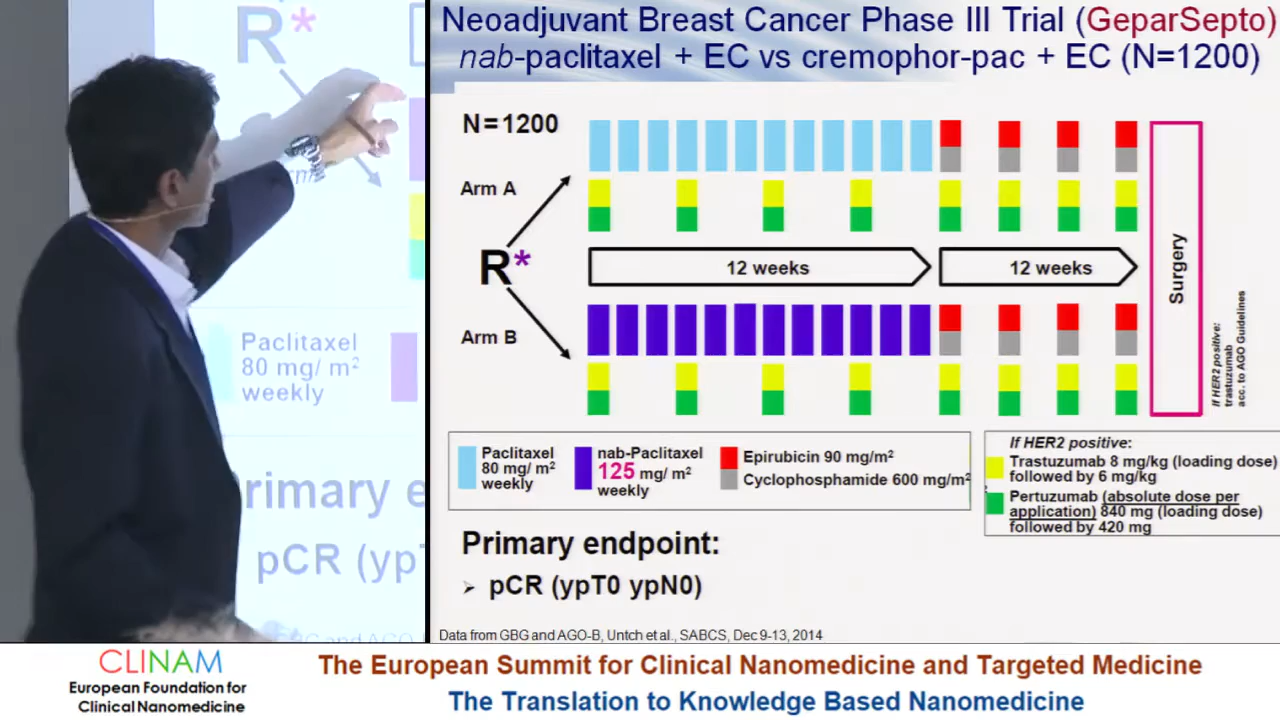 Neoadjuvant Breast Cancer Phase III Trial (GeparSepto)
nab-paclitaxel + EC vs cremophor-pac + EC (N=1200)
N=1200
Arm A
R*
12 weeks
12 weeks
Arm B
Surgery
If HER2 positive:
trastuzumab
acc. to AGO Guidelines
Paclitaxel
80 mg/ m²
weekly
nab-Paclitaxel
125 mg/ m²
weekly
Epirubicin 90 mg/m²
Cyclophosphamide 600 mg/m²
If HER2 positive:
Trastuzumab 8 mg/kg (loading dose)
followed by 6 mg/kg
Pertuzumab (absolute dose per
application) 840 mg (loading dose)
followed by 420 mg
Primary endpoint:
➢ pCR (ypT0 ypN0)
Data from GBG and AGO-B, Untch et al., SABCS, Dec 9-13, 2014
R*
Paclitaxel
80 mg/ m²
weekly
rimary e
pCR (yp
and AGO
CLINAM
European Foundation for
Clinical Nanomedicine
The European Summit for Clinical Nanomedicine and Targeted Medicine
The Translation to Knowledge Based Nanomedicine